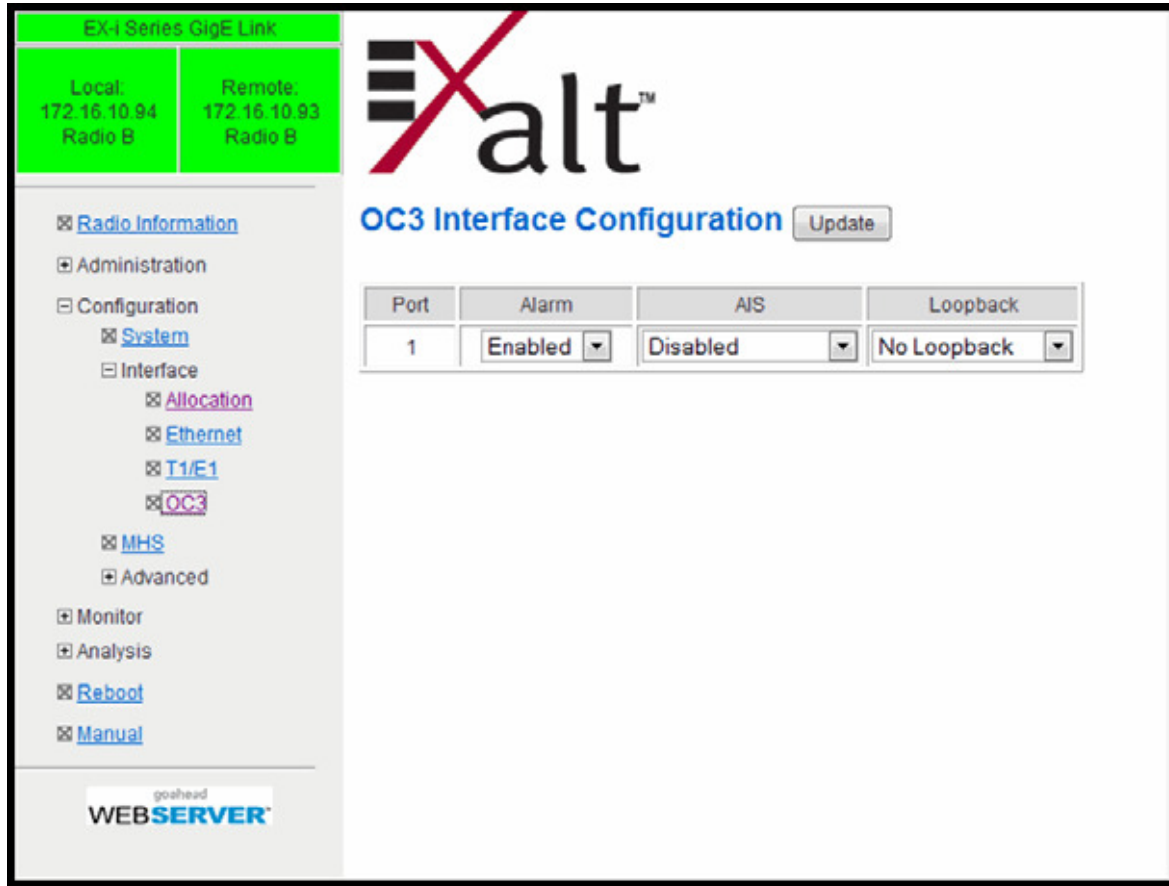 EX-i Series GigE Link
Local:
172.16.10.94
Radio B
Remote:
172.16.10.93
Radio B
Radio Information
Administration
Configuration
System
Interface
Allocation
Ethernet
T1/E1
OC3
MHS
Advanced
Monitor
Analysis
Reboot
Manual
goahead
WEBSERVER
EXalt™
OC3 Interface Configuration Update
Port Alarm AIS Loopback
1 Enabled Disabled No Loopback